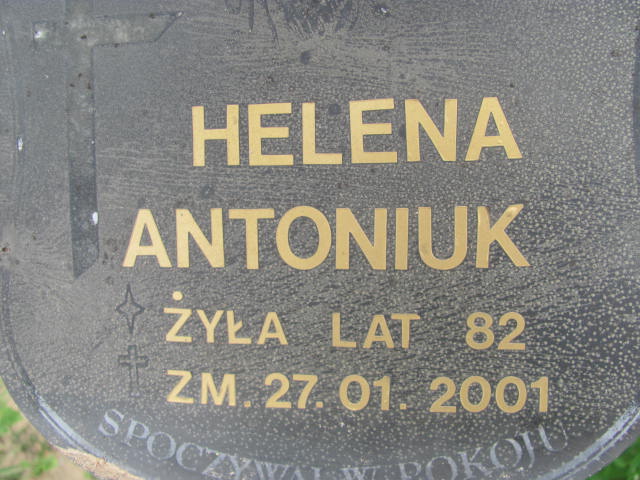 HELENA
ANTONIUK
ŻYŁA LAT 82
ZM. 27. 01. 2001
SPOCZYWAJ W POKOJU